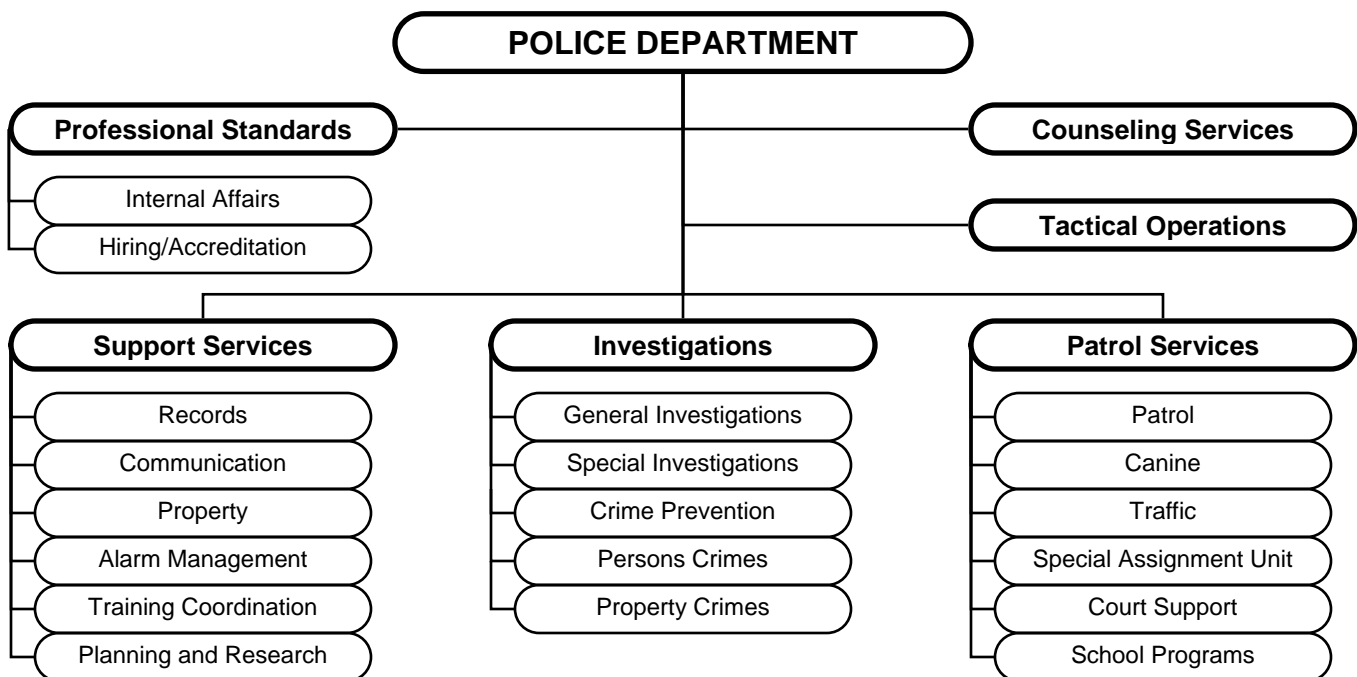 POLICE DEPARTMENT
Professional Standards
Internal Affairs
Hiring/Accreditation
Counseling Services
Tactical Operations
Support Services
Records
Communication
Property
Alarm Management
Training Coordination
Planning and Research
Investigations
General Investigations
Special Investigations
Crime Prevention
Persons Crimes
Property Crimes
Patrol Services
Patrol
Canine
Traffic
Special Assignment Unit
Court Support
School Programs